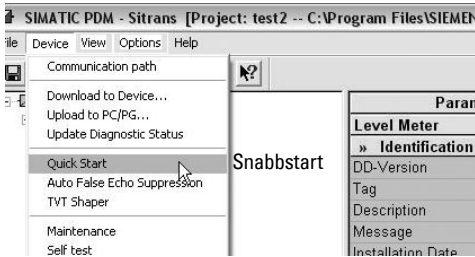 SIMATIC PDM - Sitrans [Project: test2 -- C:\Program Files\SIEMEN
File Device View Options Help
Communication path
Download to Device...
Upload to PC/PG...
Update Diagnostic Status
Quick Start
Auto False Echo Suppression
TVT Shaper
Maintenance
Self test
Snabbstart
Param
Level Meter
» Identification
DD-Version
Tag
Description
Message
Installation Date